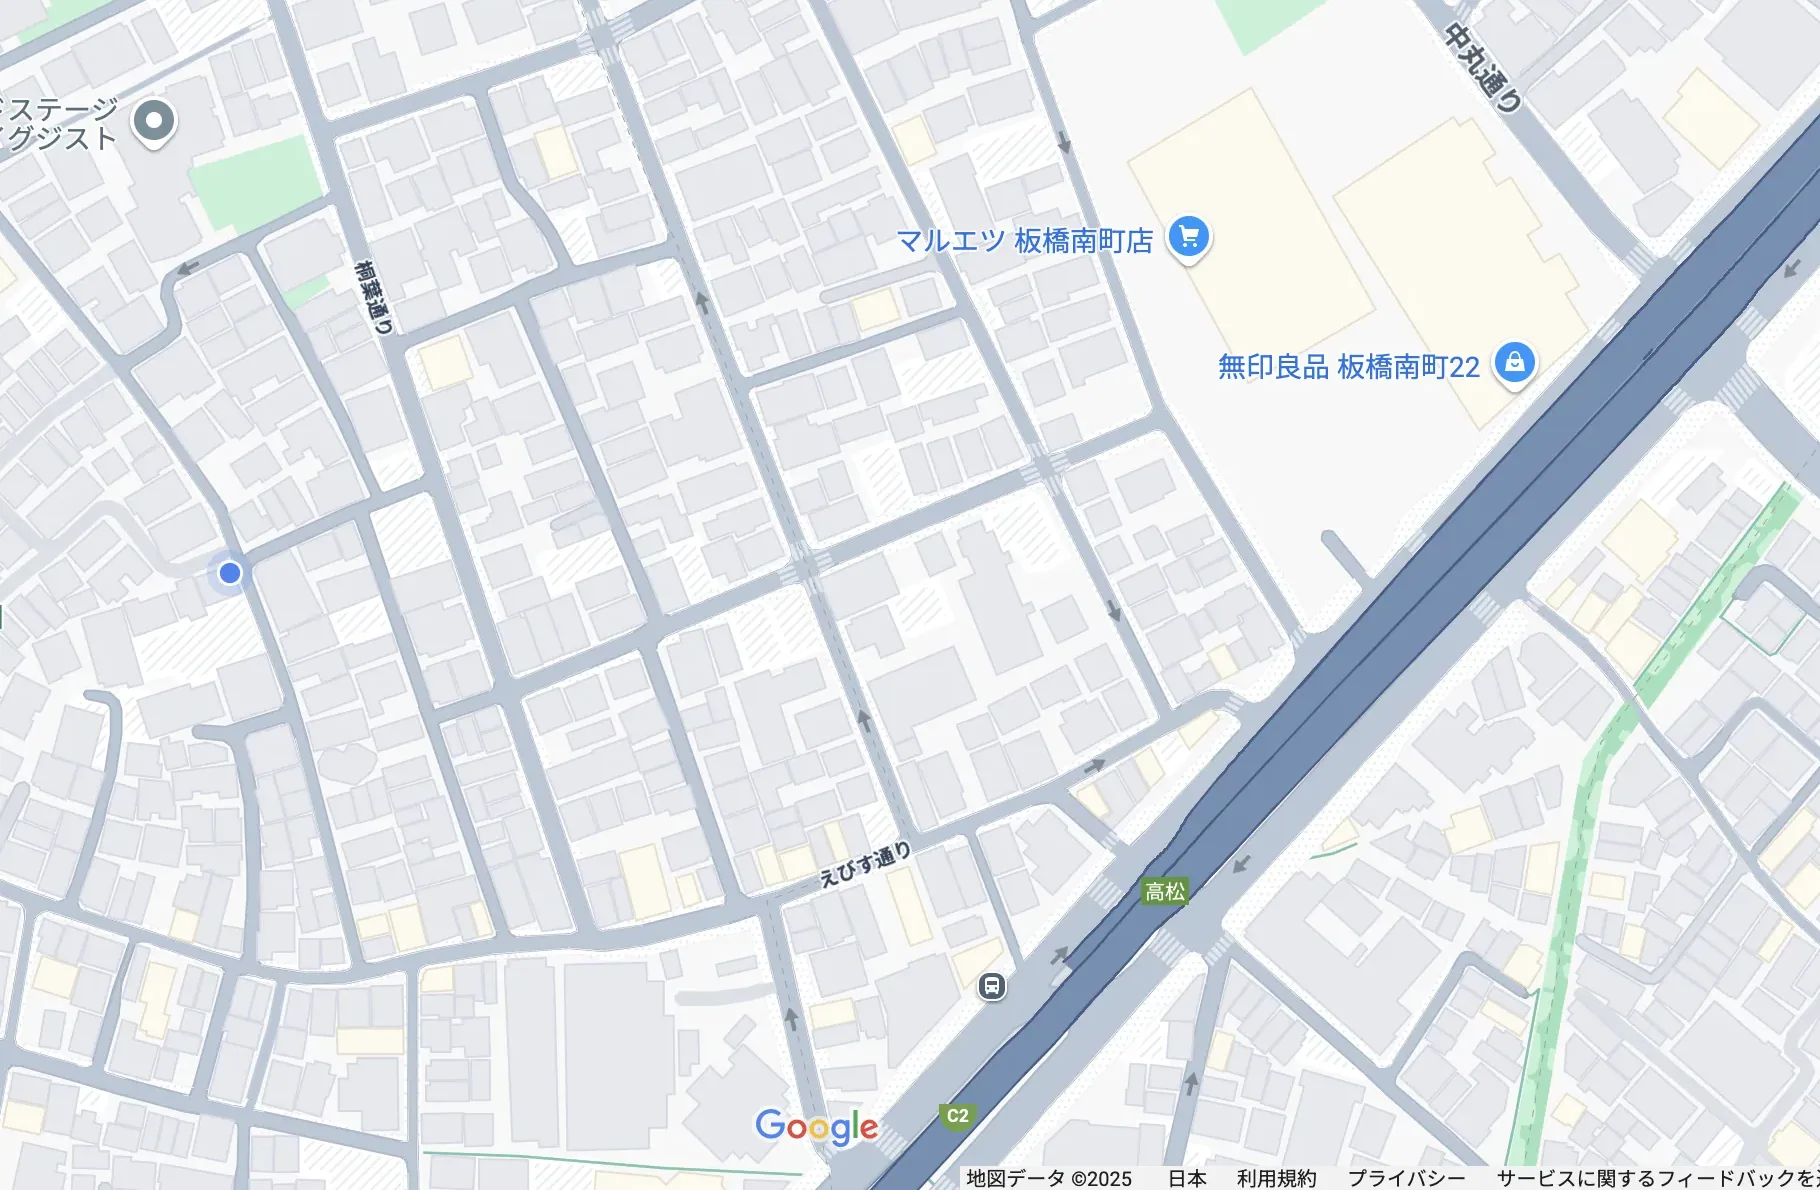 中丸通り
ドステージ
イグジスト
マルエツ 板橋南町店
桐葉通り
無印良品 板橋南町22
えびす通り
高松
C2
Google
地図データ ©2025 日本 利用規約 プライバシー サービスに関するフィードバックを